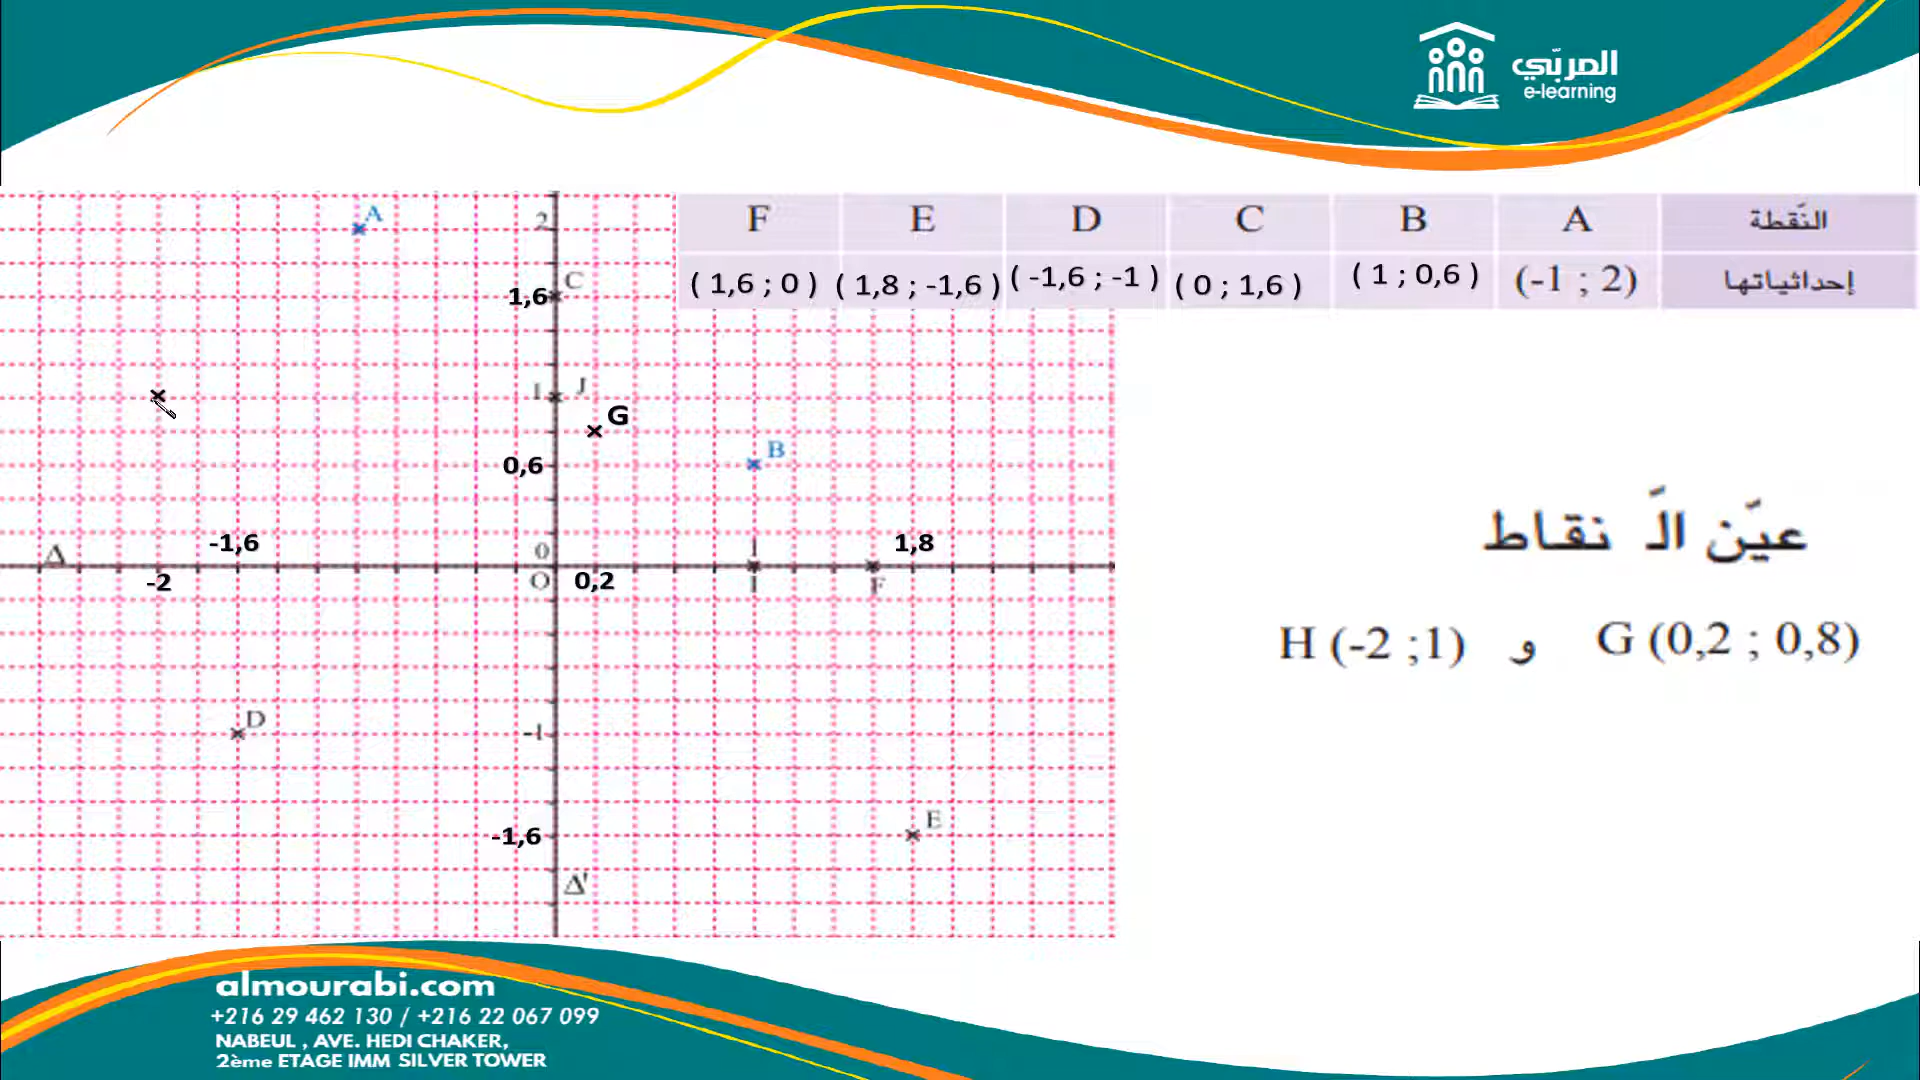 المربّي
e-learning
النّقطة A B C D E F
إحداثياتها (-1 ; 2) ( 1 ; 0,6 ) ( 0 ; 1,6 ) ( -1,6 ; -1 ) ( 1,8 ; -1,6 ) ( 1,6 ; 0 )
A
2
C
1,6
1 J
G
B
0,6
-1,6
1,8
Δ
0
1
-2
O
0,2
I
F
D
-1
E
-1,6
Δ'
عيّن الـَّ نقاط
G (0,2 ; 0,8) و H (-2 ;1)
almourabi.com
+216 29 462 130 / +216 22 067 099
NABEUL , AVE. HEDI CHAKER,
2ème ETAGE IMM SILVER TOWER